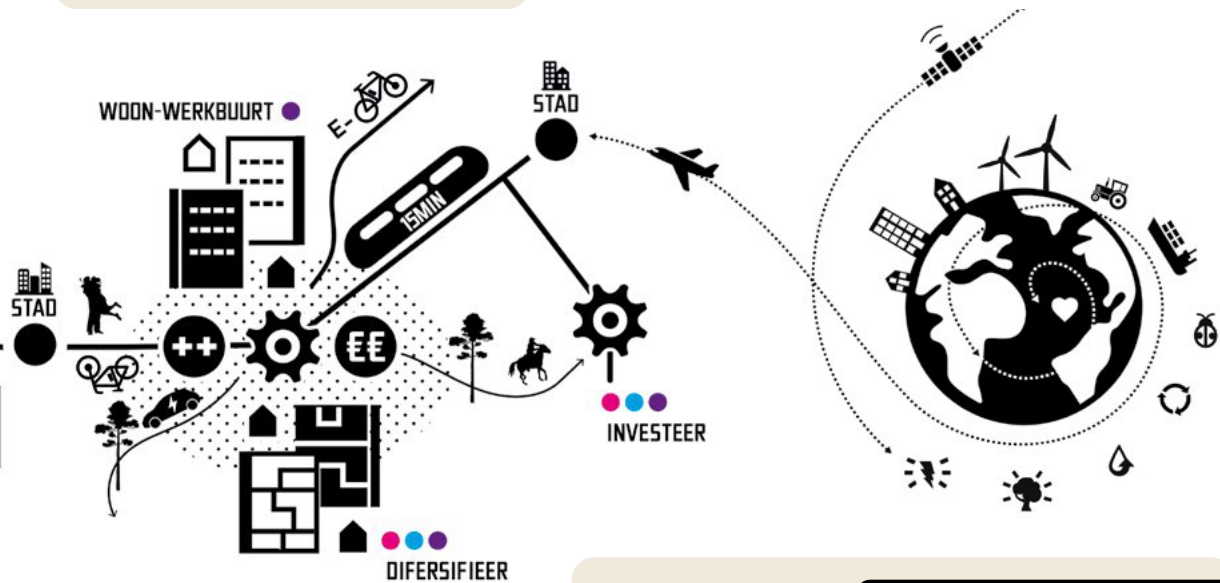 WOON-WERKBUURT
E-
STAD
15MIN
STAD
++
€€
INVESTEER
DIFERSIFIEER